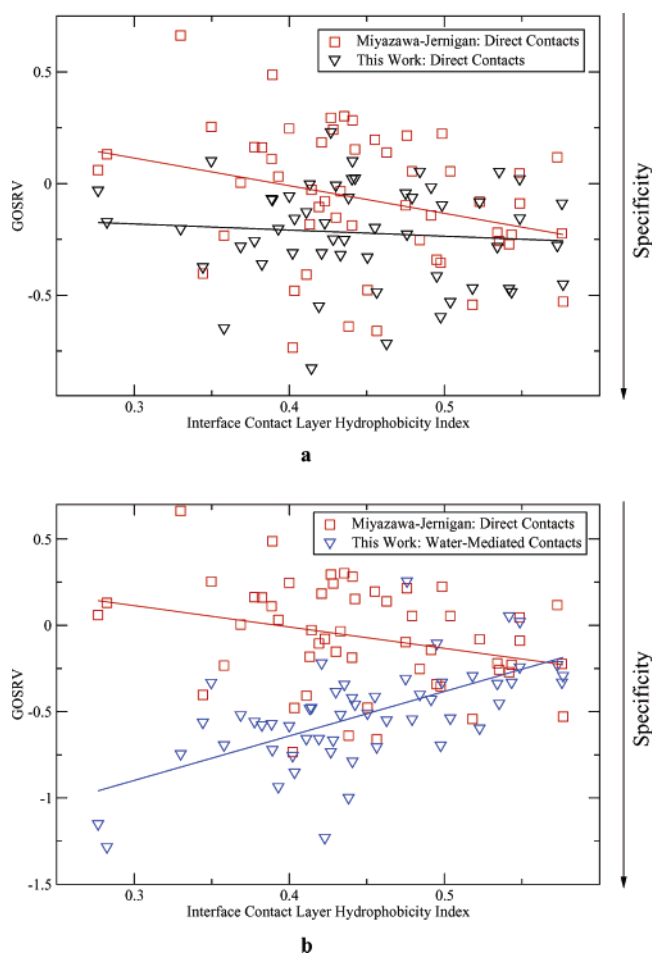 Miyazawa-Jernigan: Direct Contacts
This Work: Direct Contacts
0.5
0
-0.5
GOSRV
0.3
0.4
0.5
Interface Contact Layer Hydrophobicity Index
Specificity
a
Miyazawa-Jernigan: Direct Contacts
This Work: Water-Mediated Contacts
0.5
0
-0.5
-1
-1.5
GOSRV
0.3
0.4
0.5
Interface Contact Layer Hydrophobicity Index
Specificity
b